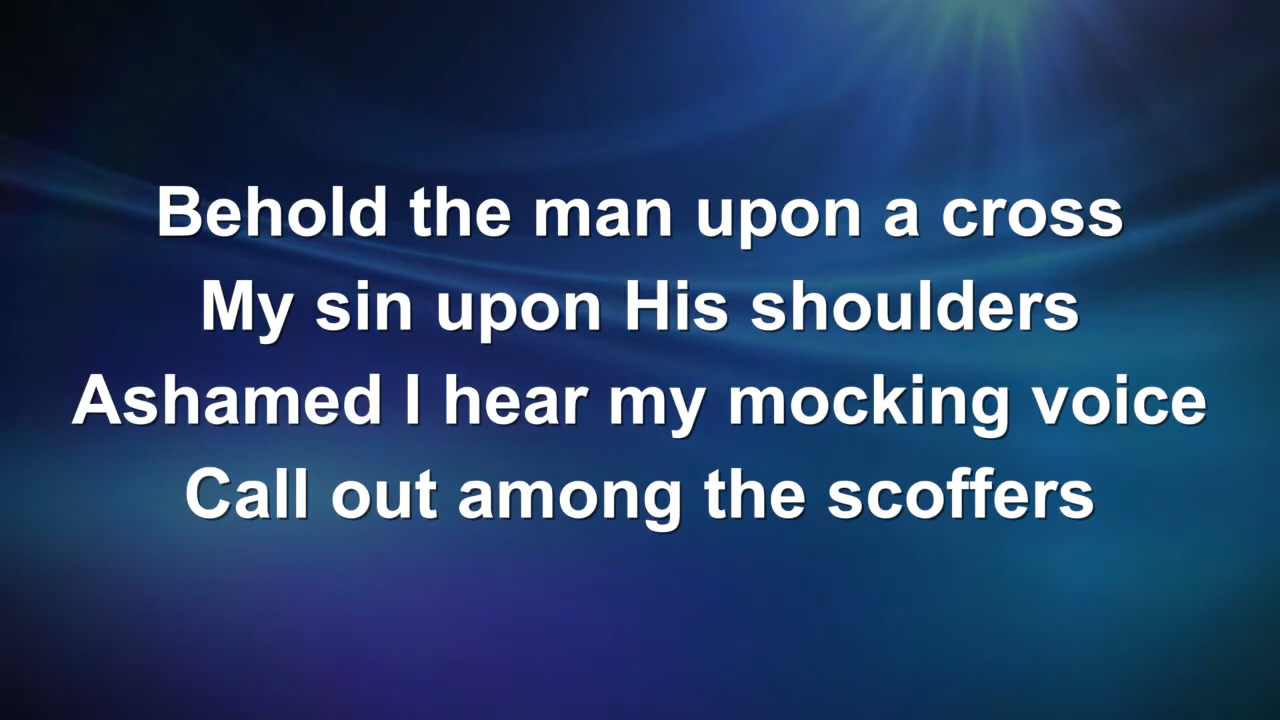 Behold the man upon a cross
My sin upon His shoulders
Ashamed I hear my mocking voice
Call out among the scoffers